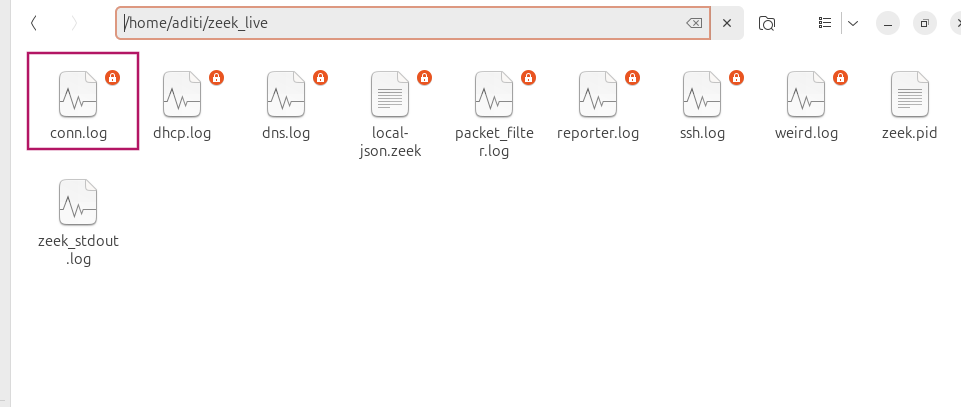 /home/aditi/zeek_live
conn.log
dhcp.log
dns.log
local-
json.zeek
packet_filte
r.log
reporter.log
ssh.log
weird.log
zeek.pid
zeek_stdout
.log